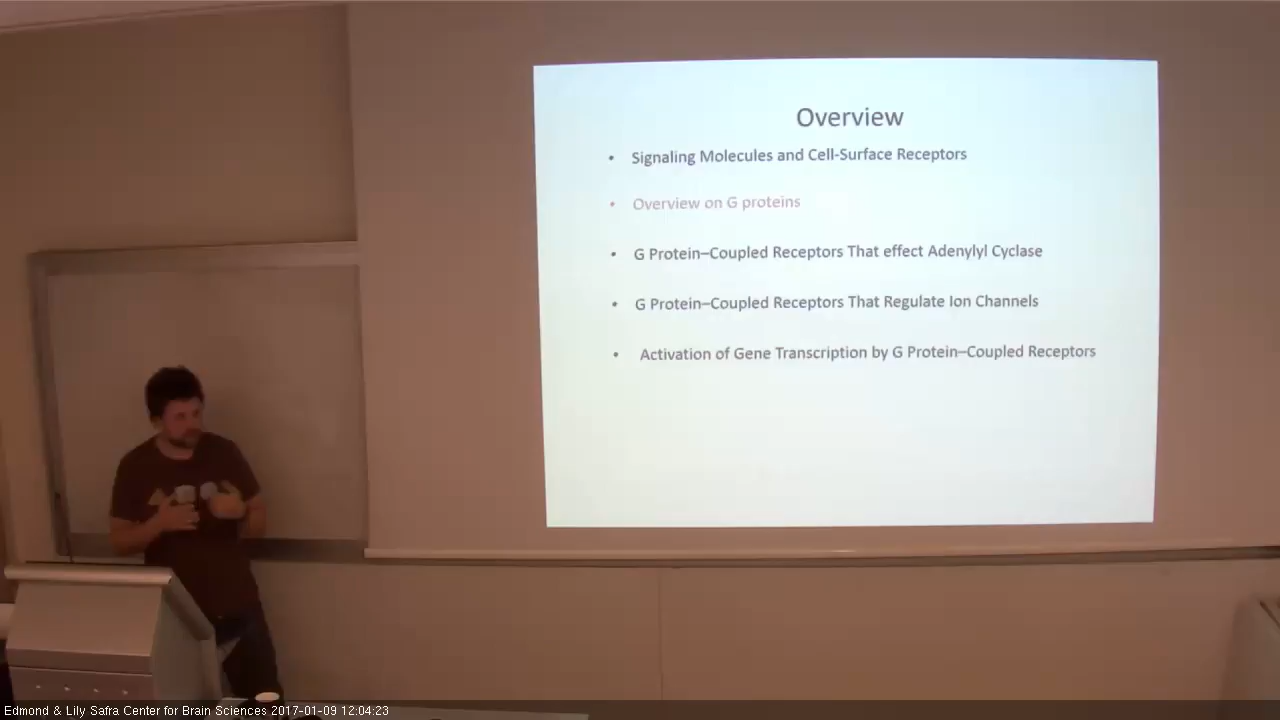 Overview
• Signaling Molecules and Cell-Surface Receptors
• Overview on G proteins
• G Protein–Coupled Receptors That effect Adenylyl Cyclase
• G Protein–Coupled Receptors That Regulate Ion Channels
• Activation of Gene Transcription by G Protein–Coupled Receptors
Edmond & Lily Safra Center for Brain Sciences 2017-01-09 12:04:23